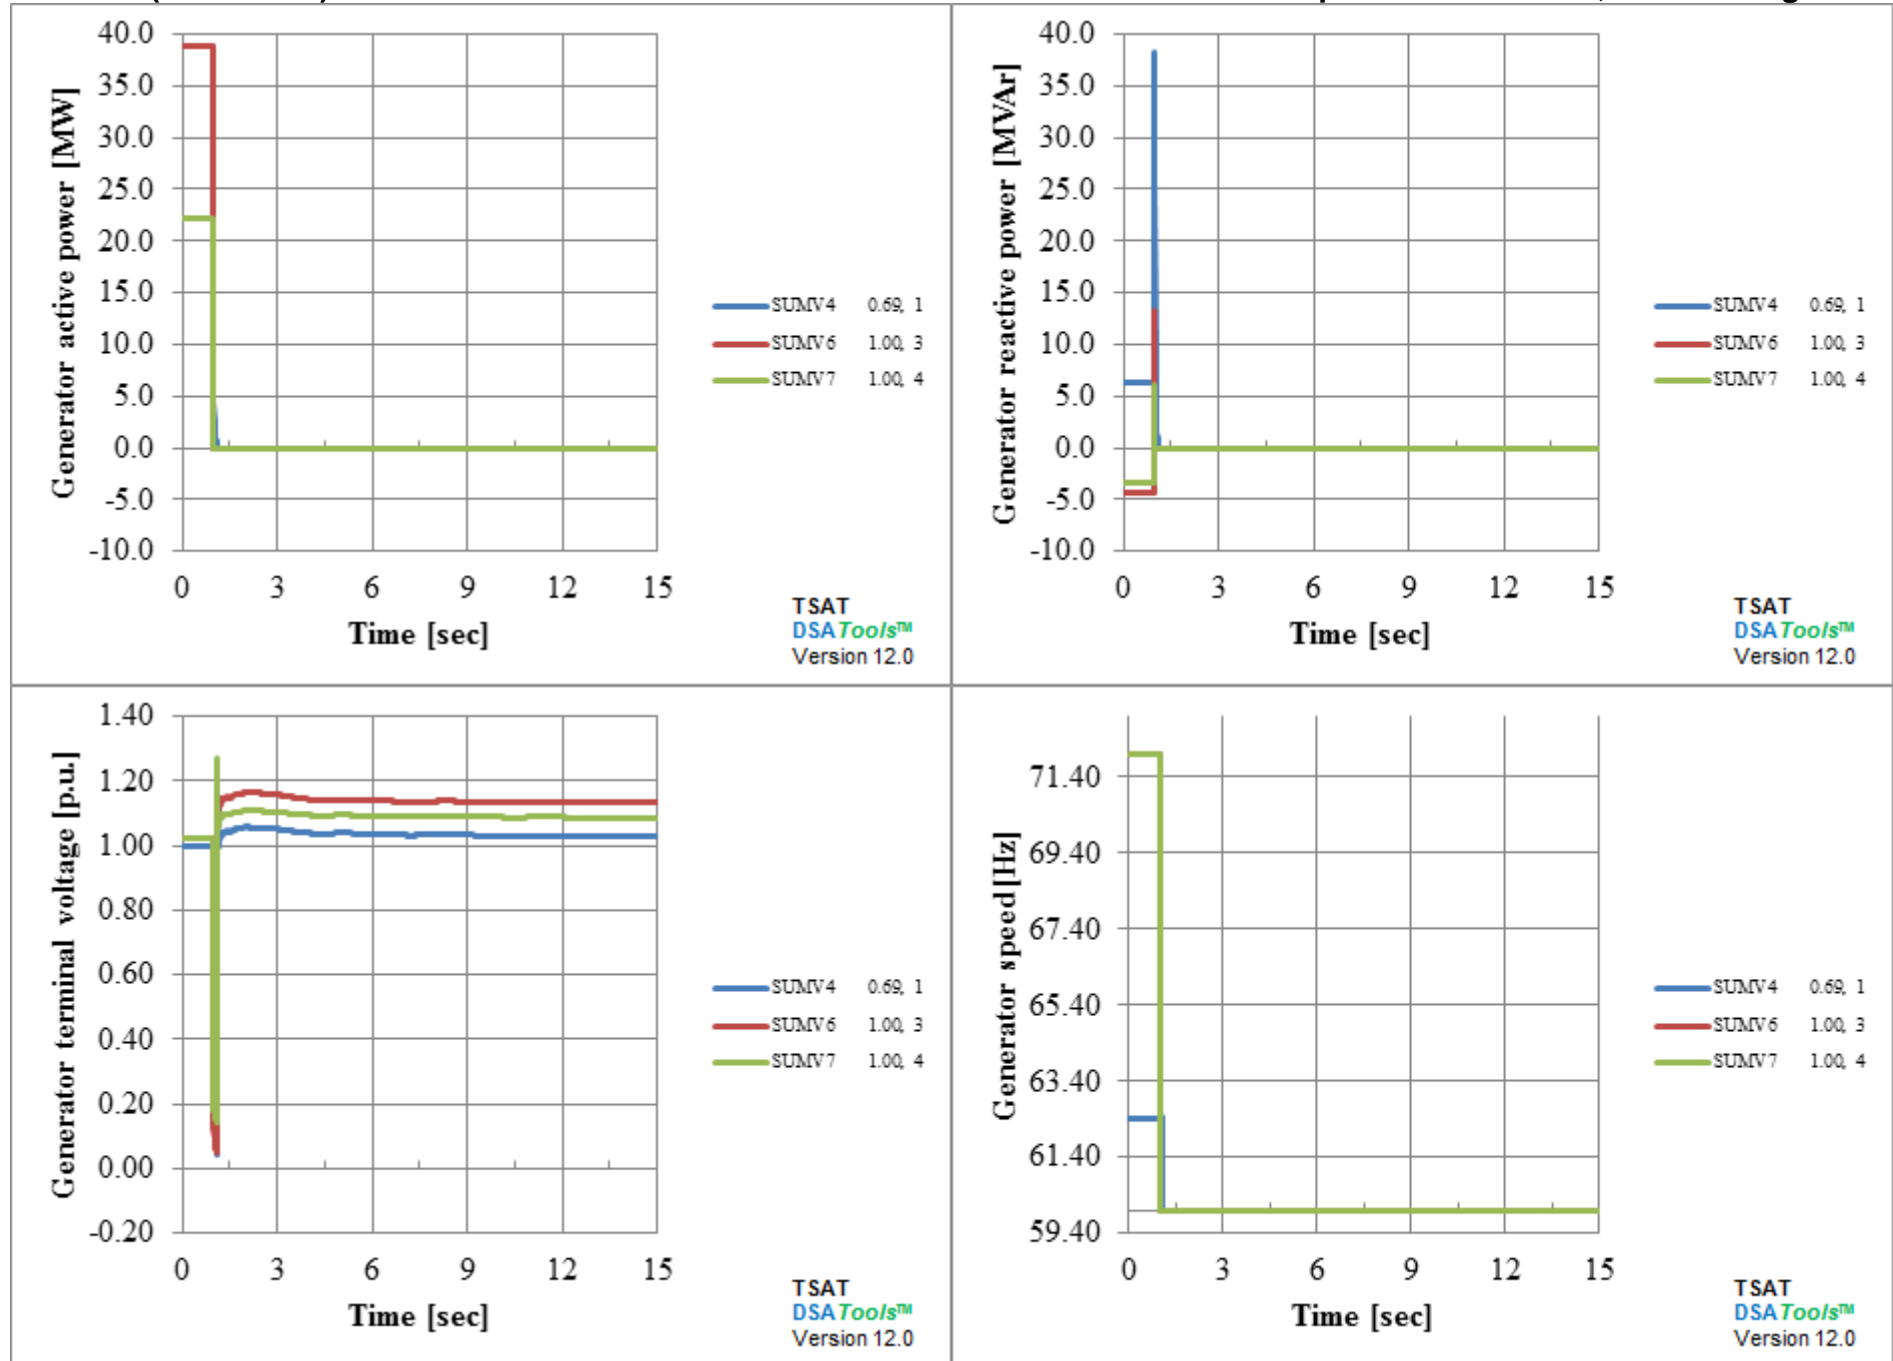 Generator active power [MW]
40.0
35.0
30.0
25.0
20.0
15.0
10.0
5.0
0.0
-5.0
-10.0
0 3 6 9 12 15
Time [sec]
SUMV4 0.69, 1
SUMV6 1.00, 3
SUMV7 1.00, 4
TSAT
DSATools™
Version 12.0
Generator reactive power [MVAr]
40.0
35.0
30.0
25.0
20.0
15.0
10.0
5.0
0.0
-5.0
-10.0
0 3 6 9 12 15
Time [sec]
SUMV4 0.69, 1
SUMV6 1.00, 3
SUMV7 1.00, 4
TSAT
DSATools™
Version 12.0
Generator terminal voltage [p.u.]
1.40
1.20
1.00
0.80
0.60
0.40
0.20
0.00
-0.20
0 3 6 9 12 15
Time [sec]
SUMV4 0.69, 1
SUMV6 1.00, 3
SUMV7 1.00, 4
TSAT
DSATools™
Version 12.0
Generator speed [Hz]
71.40
69.40
67.40
65.40
63.40
61.40
59.40
0 3 6 9 12 15
Time [sec]
SUMV4 0.69, 1
SUMV6 1.00, 3
SUMV7 1.00, 4
TSAT
DSATools™
Version 12.0